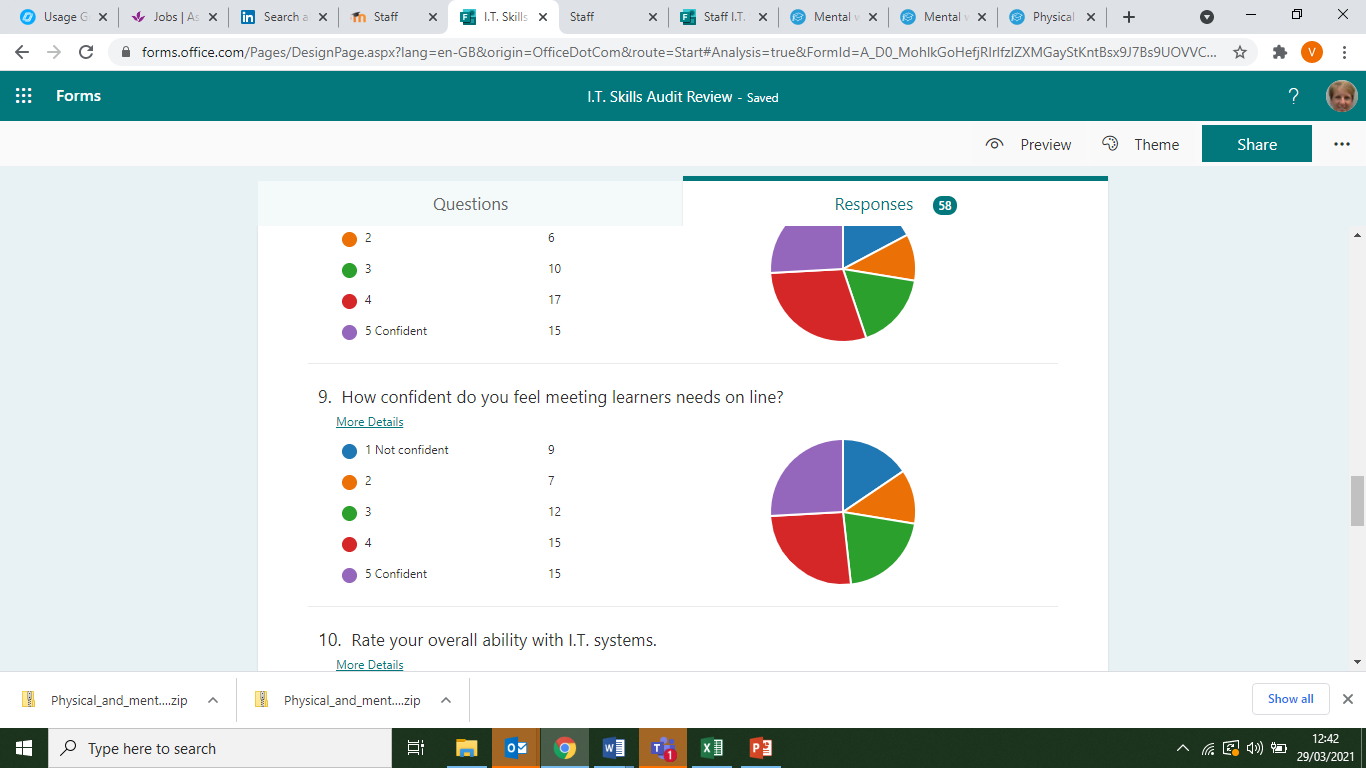 Usage G
Jobs | As
Search a
Staff
I.T. Skills
Staff
Staff I.T.
Mental w
Mental w
Physical
forms.office.com/Pages/DesignPage.aspx?lang=en-GB&origin=OfficeDotCom&route=Start#Analysis=true&FormId=A_D0_MohlkGoHefjRlrlfzlZXMGayStKntBsx9J7Bs9UOVVC...
V
Forms
I.T. Skills Audit Review - Saved
?
Preview
Theme
Share
Questions
Responses 58
2 6
3 10
4 17
5 Confident 15
9. How confident do you feel meeting learners needs on line?
More Details
1 Not confident 9
2 7
3 12
4 15
5 Confident 15
10. Rate your overall ability with I.T. systems.
More Details
Physical_and_ment....zip
Physical_and_ment....zip
Show all
Type here to search
1
12:42
29/03/2021